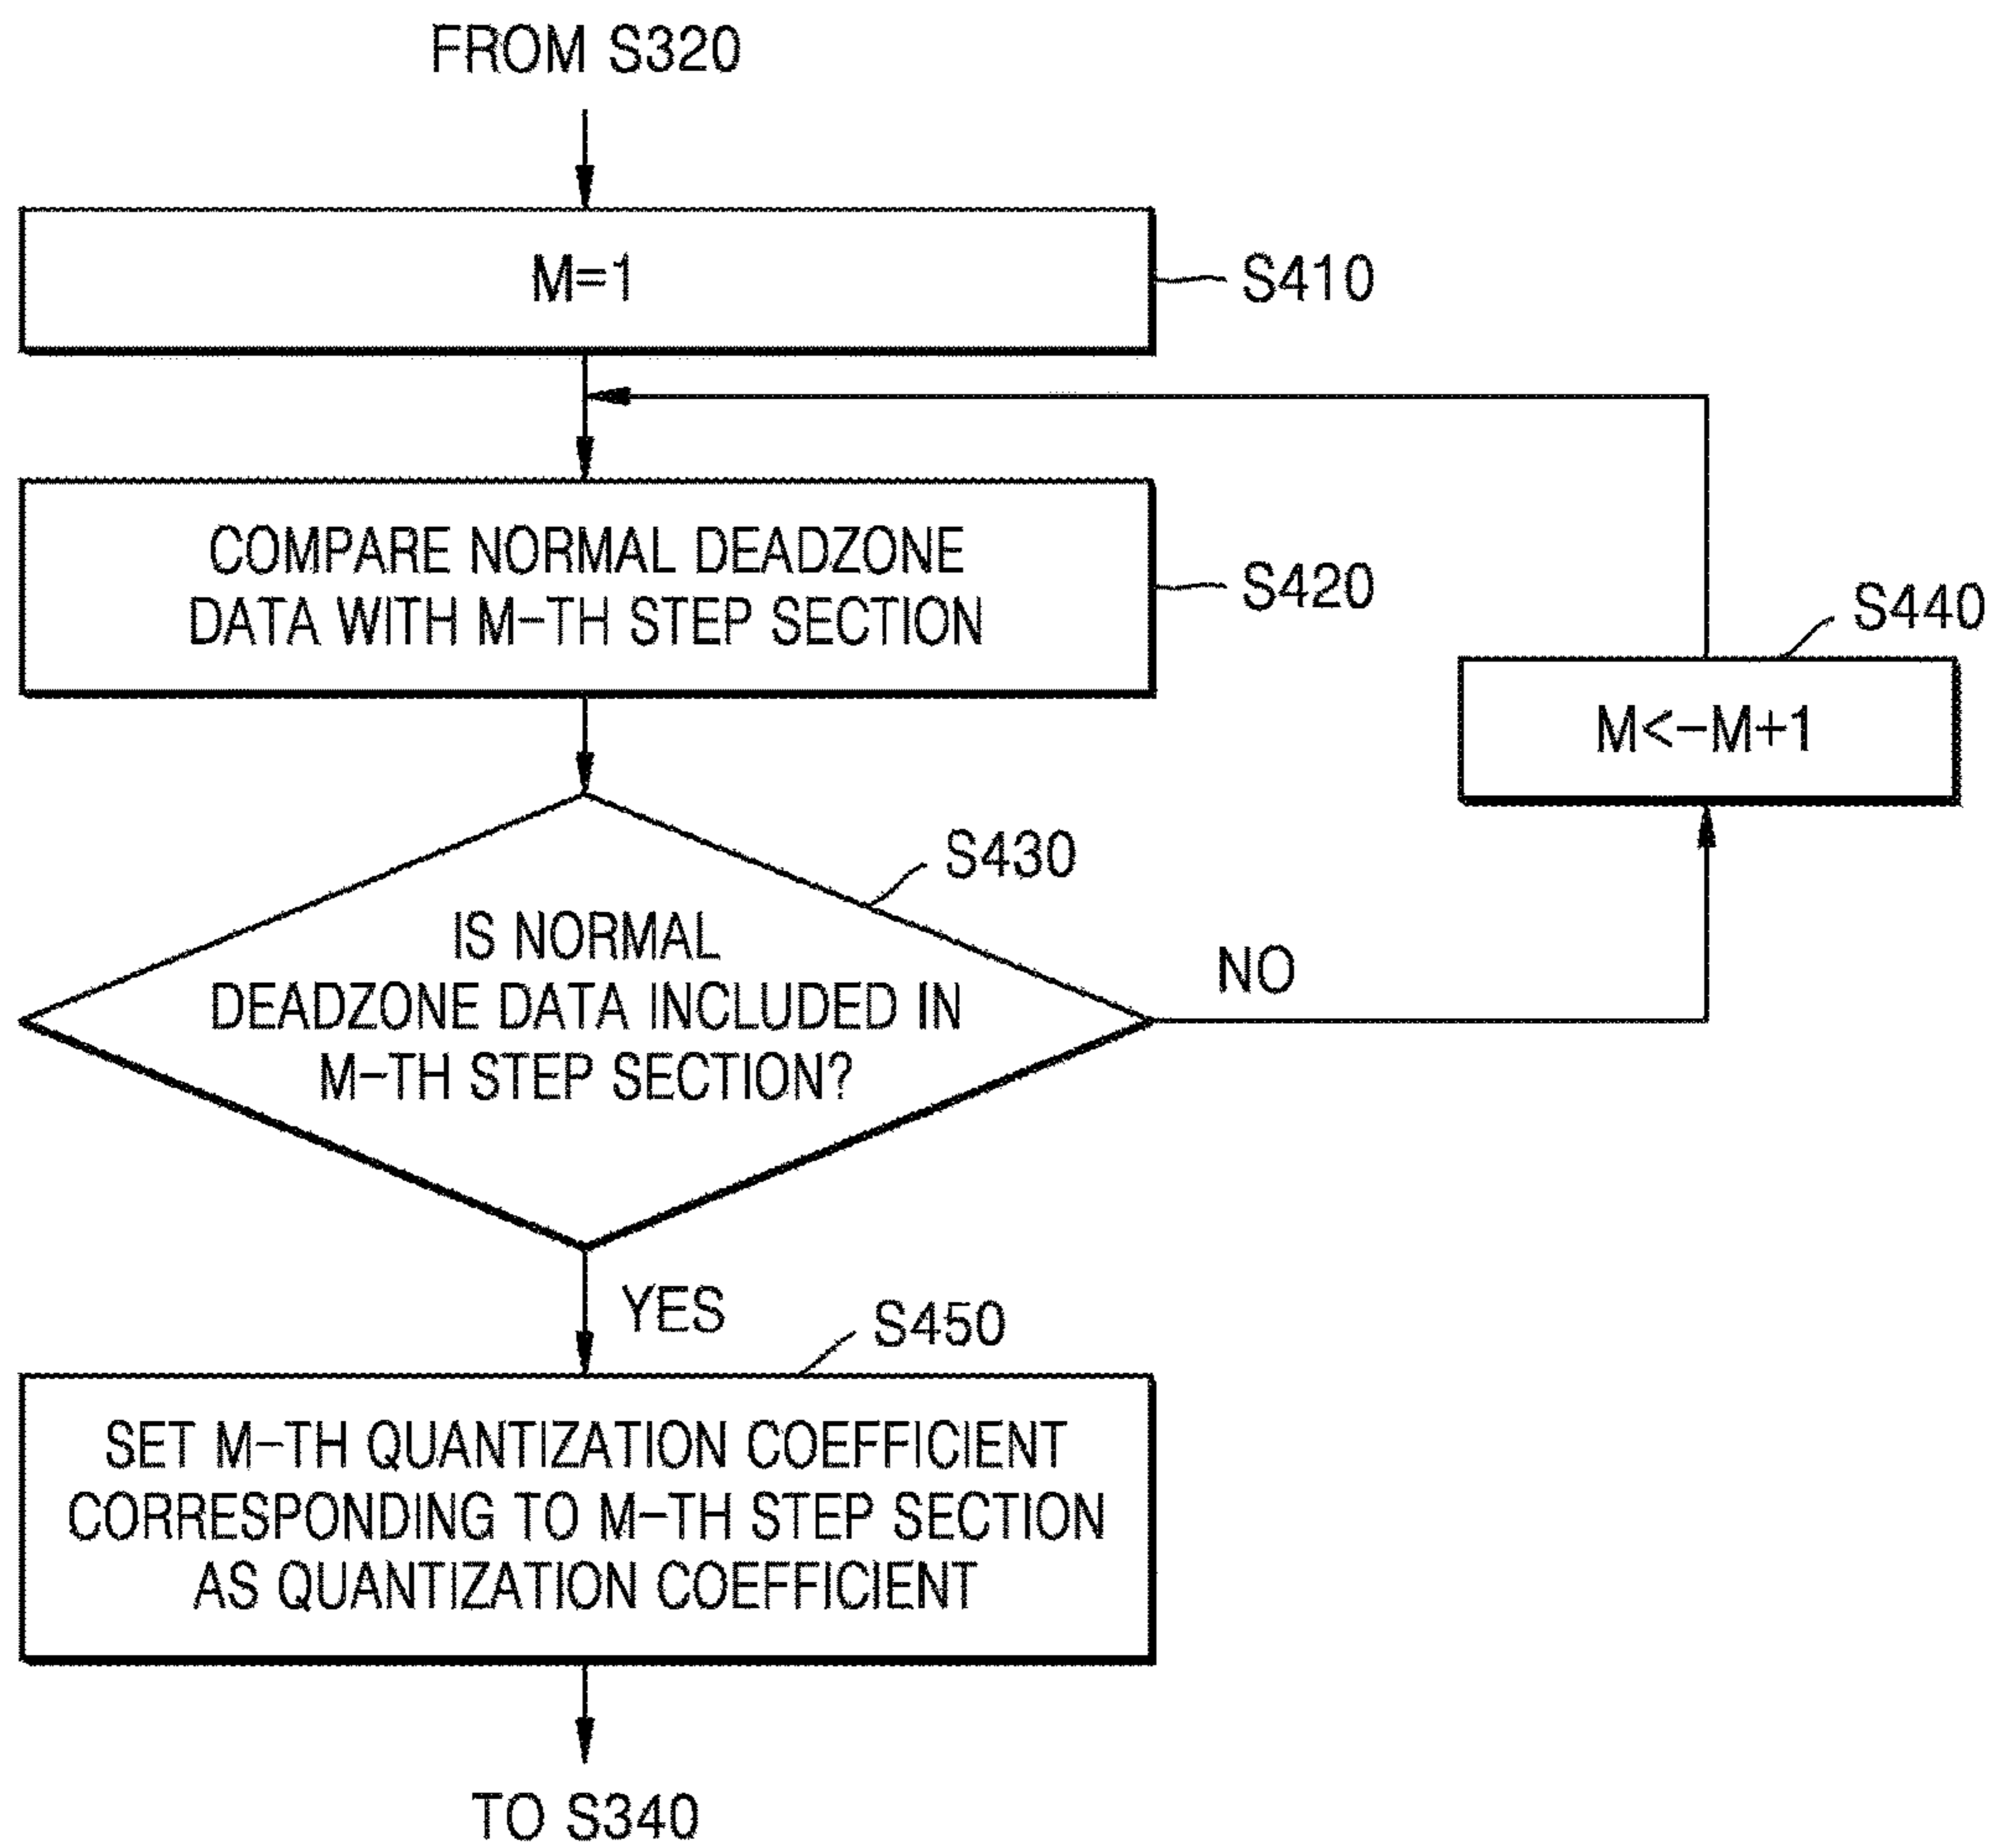 FROM S320
M=1
S410
COMPARE NORMAL DEADZONE
DATA WITH M-TH STEP SECTION
S420
S440
M<-M+1
S430
IS NORMAL
DEADZONE DATA INCLUDED IN
M-TH STEP SECTION?
NO
YES
S450
SET M-TH QUANTIZATION COEFFICIENT
CORRESPONDING TO M-TH STEP SECTION
AS QUANTIZATION COEFFICIENT
TO S340